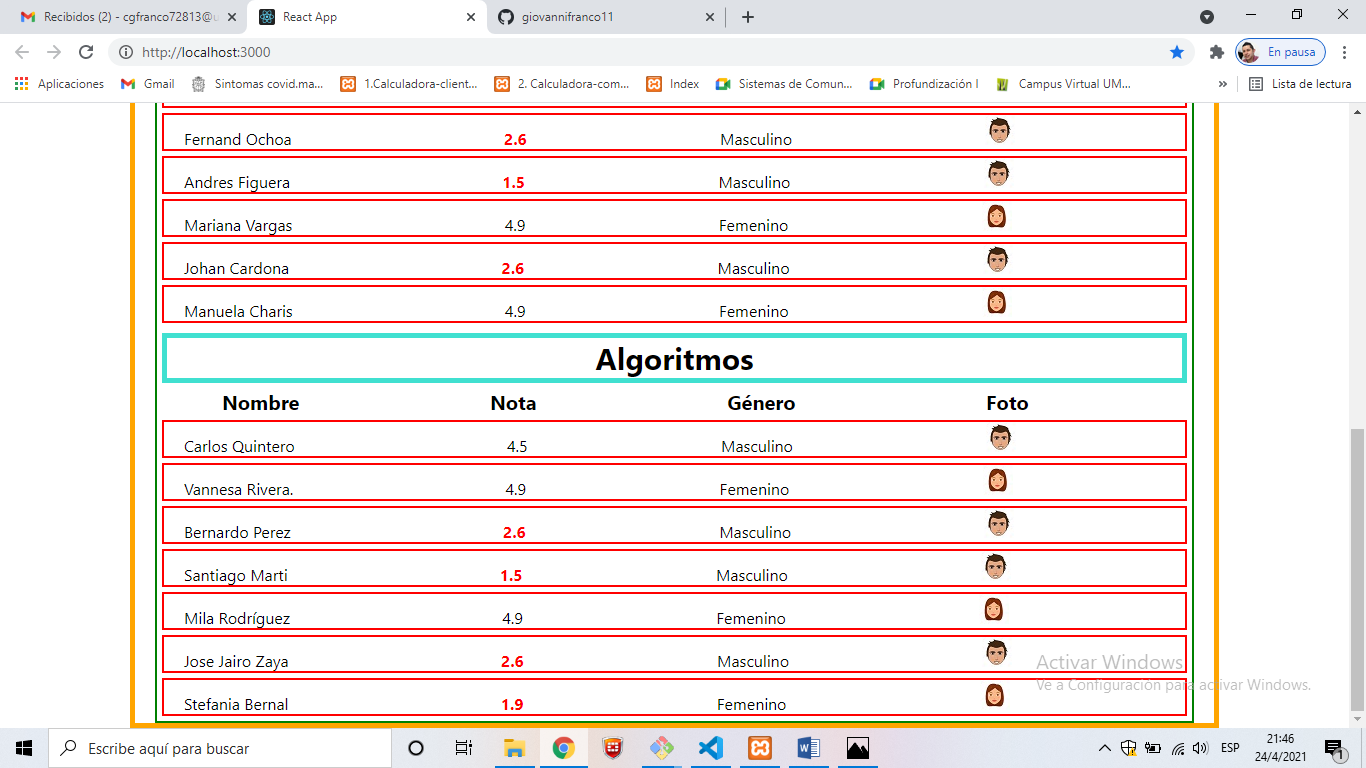 Recibidos (2) - cgfranco72813@u
React App
giovannifranco11
http://localhost:3000
En pausa
Aplicaciones
Gmail
Sintomas covid.ma...
1.Calculadora-client...
2. Calculadora-com...
Index
Sistemas de Comun...
Profundización I
Campus Virtual UM...
»
Lista de lectura
Fernand Ochoa 2.6 Masculino
Andres Figuera 1.5 Masculino
Mariana Vargas 4.9 Femenino
Johan Cardona 2.6 Masculino
Manuela Charis 4.9 Femenino
Algoritmos
Nombre Nota Género Foto
Carlos Quintero 4.5 Masculino
Vannesa Rivera. 4.9 Femenino
Bernardo Perez 2.6 Masculino
Santiago Marti 1.5 Masculino
Mila Rodríguez 4.9 Femenino
Jose Jairo Zaya 2.6 Masculino
Stefania Bernal 1.9 Femenino
Activar Windows
Ve a Configuración para activar Windows.
Escribe aquí para buscar
ESP
21:46
24/4/2021
1